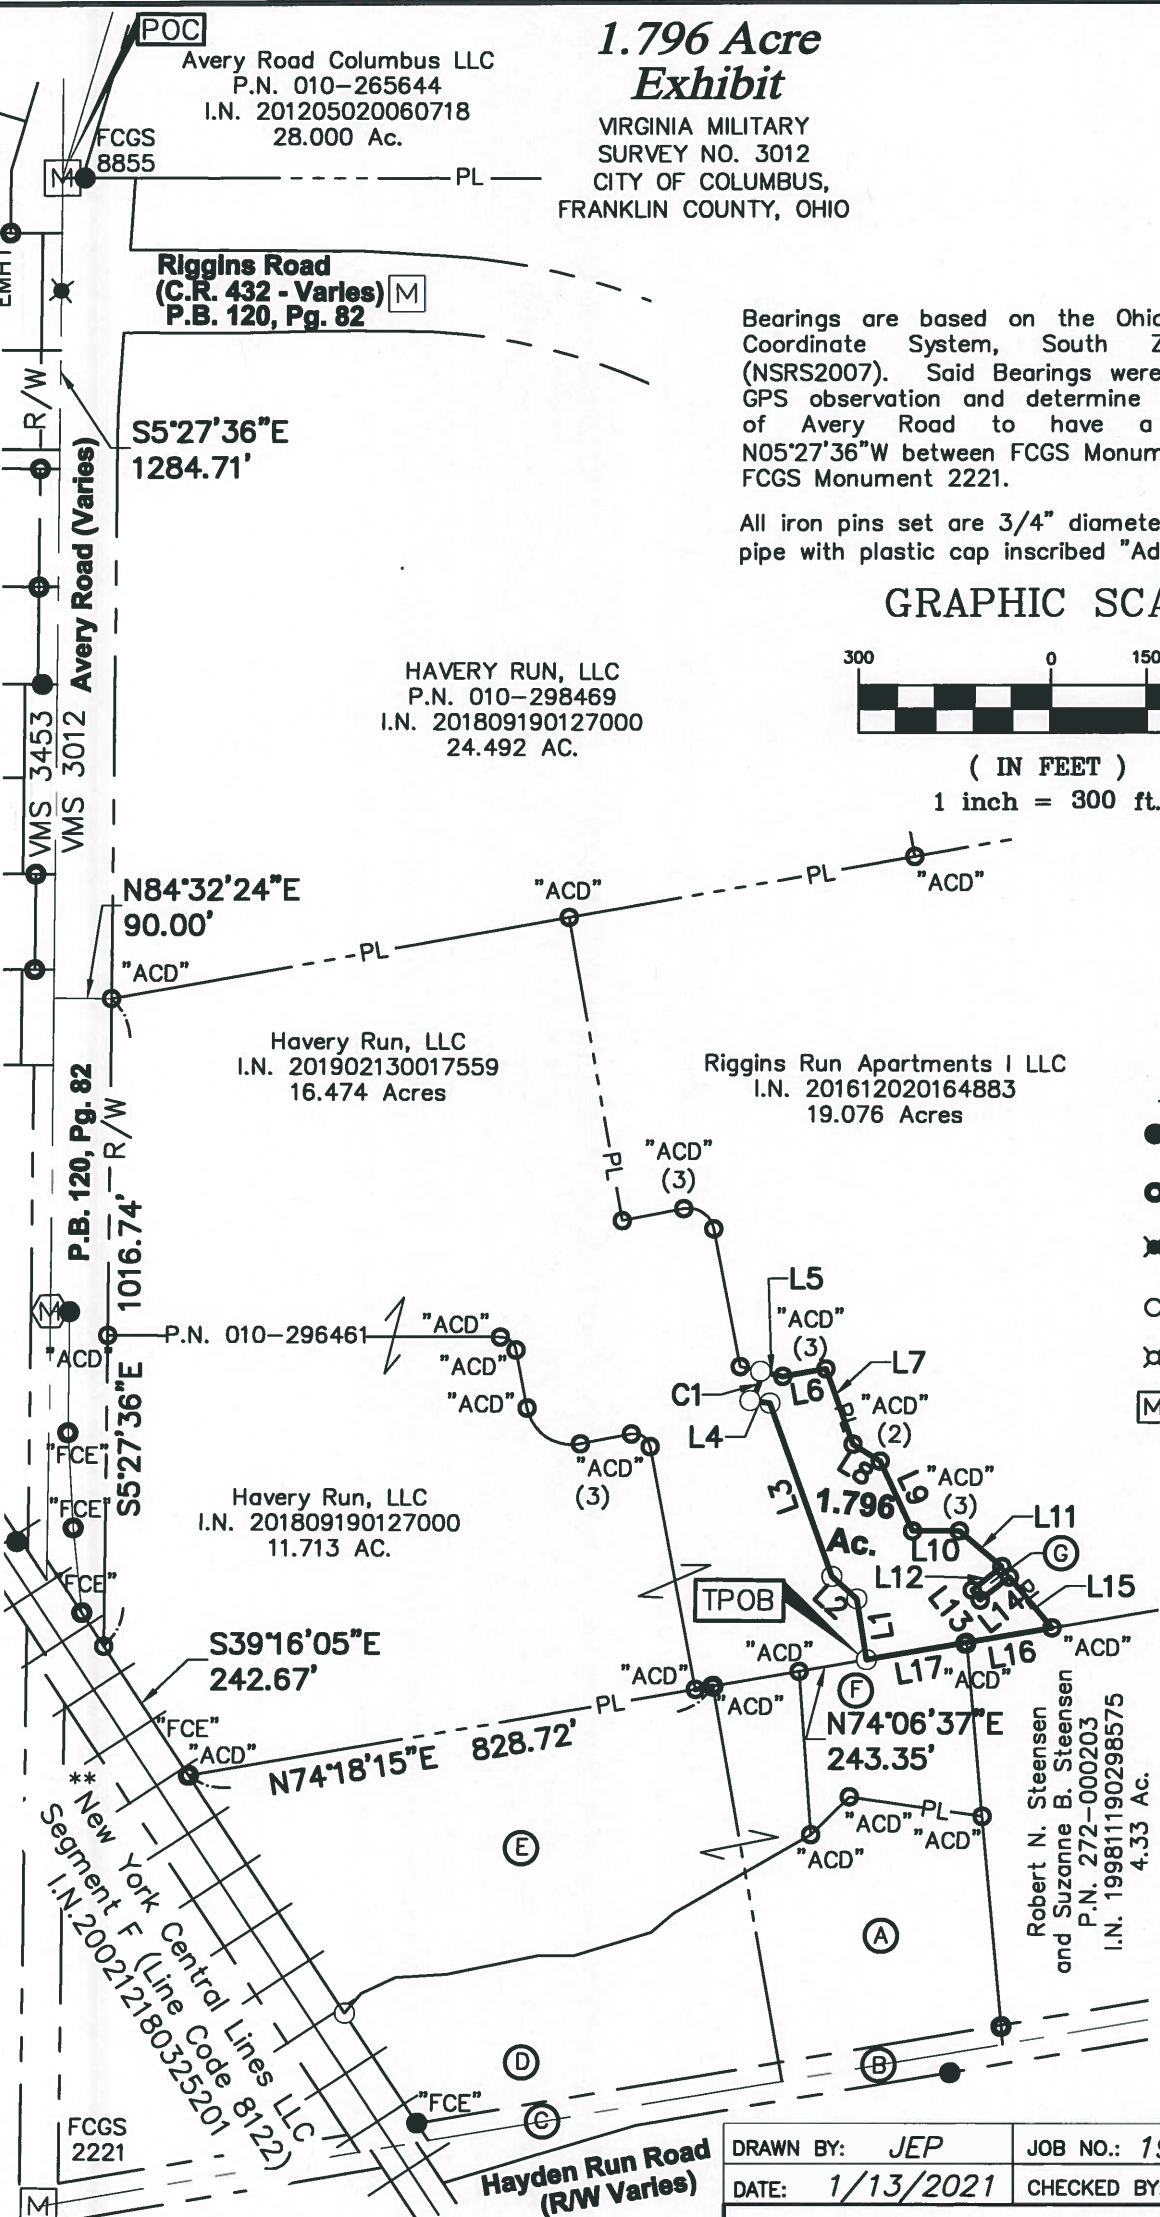 POC
1.796 Acre
Exhibit
VIRGINIA MILITARY
SURVEY NO. 3012
CITY OF COLUMBUS,
FRANKLIN COUNTY, OHIO
Avery Road Columbus LLC
P.N. 010-265644
I.N. 201205020060718
28.000 Ac.
FCGS
8855
M
PL
EMHT
Riggins Road
(C.R. 432 - Varies)
P.B. 120, Pg. 82
M
R/W
S5°27'36"E
1284.71'
Avery Road (Varies)
Bearings are based on the Ohio
Coordinate System, South Z
(NSRS2007). Said Bearings were
GPS observation and determine
of Avery Road to have a
N05°27'36"W between FCGS Monum
FCGS Monument 2221.
All iron pins set are 3/4" diamete
pipe with plastic cap inscribed "Ad
GRAPHIC SCA
300 0 150
( IN FEET )
1 inch = 300 ft.
HAVERY RUN, LLC
P.N. 010-298469
I.N. 201809190127000
24.492 AC.
VMS 3453
VMS 3012
N84°32'24"E
90.00'
"ACD"
PL
"ACD"
PL
"ACD"
Havery Run, LLC
I.N. 201902130017559
16.474 Acres
Riggins Run Apartments I LLC
I.N. 201612020164883
19.076 Acres
P.B. 120, Pg. 82
R/W
S5°27'36"E 1016.74'
PL
"ACD"
(3)
M
"ACD"
P.N. 010-296461
"ACD"
"ACD"
"ACD"
"ACD"
(3)
L5
"ACD"
(3)
L7
C1
L6
L4
PL
"ACD"
(2)
L8
L9
L3
1.796
Ac.
"ACD"
(3)
L10
L11
G
L12
L13
L14
PL
L15
M
"FCE"
"FCE"
"FCE"
Havery Run, LLC
I.N. 201809190127000
11.713 AC.
TPOB
L2
L1
L17
L16
"ACD"
"ACD"
S39°16'05"E
242.67'
"ACD"
"ACD"
"ACD"
F
N74°06'37"E
243.35'
PL
"FCE"
"ACD"
N74°18'15"E 828.72'
**New York Central Lines LLC
Segment F (Line Code 8122)
I.N.200212180325201
Robert N. Steensen
and Suzanne B. Steensen
P.N. 272-000203
I.N. 199811190298575
4.33 Ac.
E
"ACD"
PL
"ACD"
"ACD"
A
D
B
"FCE"
C
FCGS
2221
M
Hayden Run Road
(R/W Varies)
DRAWN BY: JEP
JOB NO.: 19
DATE: 1/13/2021
CHECKED BY: